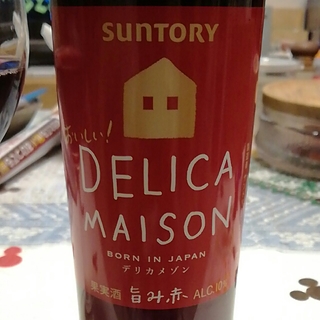 SUNTORY
おいしい!
DELICA
MAISON
BORN IN JAPAN
デリカメゾン
果実酒 旨み赤 ALC.10%